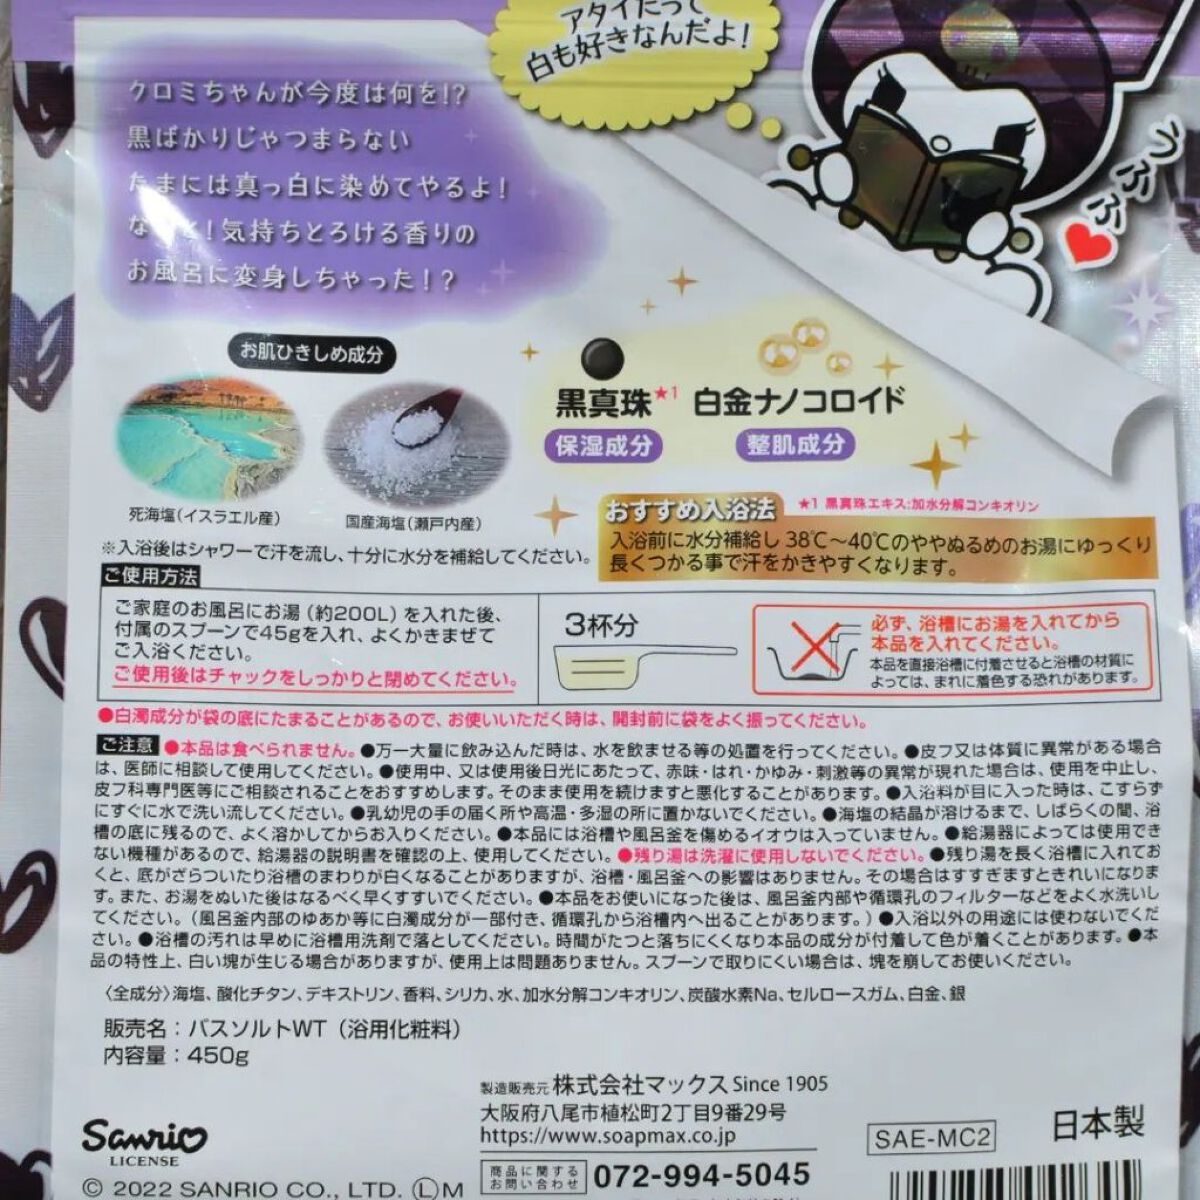 アタイだって
白も好きなんだよ!
うぷぷ
クロミちゃんが今度は何を!?
黒ばかりじゃつまらない
たまには真っ白に染めてやるよ!
なんと!気持ちとろける香りの
お風呂に変身しちゃった!?
お肌ひきしめ成分
死海塩(イスラエル産)
国産海塩(瀬戸内産)
黒真珠★1
保湿成分
白金ナノコロイド
整肌成分
★1 黒真珠エキス:加水分解コンキオリン
※入浴後はシャワーで汗を流し、十分に水分を補給してください。
おすすめ入浴法
入浴前に水分補給し 38℃～40℃のややぬるめのお湯にゆっくり
長くつかる事で汗をかきやすくなります。
ご使用方法
ご家庭のお風呂にお湯(約200L)を入れた後、
付属のスプーンで45gを入れ、よくかきまぜて
ご入浴ください。
ご使用後はチャックをしっかりと閉めてください。
3杯分
必ず、浴槽にお湯を入れてから
本品を入れてください。
本品を直接浴槽に付着させると浴槽の材質に
よっては、まれに着色する恐れがあります。
●白濁成分が袋の底にたまることがあるので、お使いいただく時は、開封前に袋をよく振ってください。
ご注意 ●本品は食べられません。●万一大量に飲み込んだ時は、水を飲ませる等の処置を行ってください。●皮フ又は体質に異常がある場合
は、医師に相談して使用してください。●使用中、又は使用後日光にあたって、赤味・はれ・かゆみ・刺激等の異常が現れた場合は、使用を中止し、
皮フ科専門医等にご相談されることをおすすめします。そのまま使用を続けますと悪化することがあります。●入浴料が目に入った時は、こすらず
にすぐに水で洗い流してください。●乳幼児の手の届く所や高温・多湿の所に置かないでください。●海塩の結晶が溶けるまで、しばらくの間、浴
槽の底に残るので、よく溶かしてからお入りください。●本品には浴槽や風呂釜を傷めるイオウは入っていません。●給湯器によっては使用でき
ない機種があるので、給湯器の説明書を確認の上、使用してください。●残り湯は洗濯に使用しないでください。●残り湯を長く浴槽に入れてお
くと、底がざらついたり浴槽のまわりが白くなることがありますが、浴槽・風呂釜への影響はありません。その場合はすすぎますときれいになりま
す。また、お湯をぬいた後はなるべく早くすすいでください。●本品をお使いになった後は、風呂釜内部や循環孔のフィルターなどをよく水洗いし
てください。(風呂釜内部のゆあか等に白濁成分が一部付き、循環孔から浴槽内へ出ることがあります。)●入浴以外の用途には使わないでくだ
さい。●浴槽の汚れは早めに浴槽用洗剤で落としてください。時間がたつと落ちにくくなり本品の成分が付着して色が着くことがあります。●本
品の特性上、白い塊が生じる場合がありますが、使用上は問題ありません。スプーンで取りにくい場合は、塊を崩してお使いください。
〈全成分〉海塩、酸化チタン、デキストリン、香料、シリカ、水、加水分解コンキオリン、炭酸水素Na、セルロースガム、白金、銀
販売名：バスソルトWT(浴用化粧料)
内容量：450g
製造販売元 株式会社マックス Since 1905
大阪府八尾市植松町2丁目9番29号
https://www.soapmax.co.jp
商品に関する
お問い合わせ 072-994-5045
Sanrio
LICENSE
© 2022 SANRIO CO., LTD. Ⓛ M
SAE-MC2
日本製